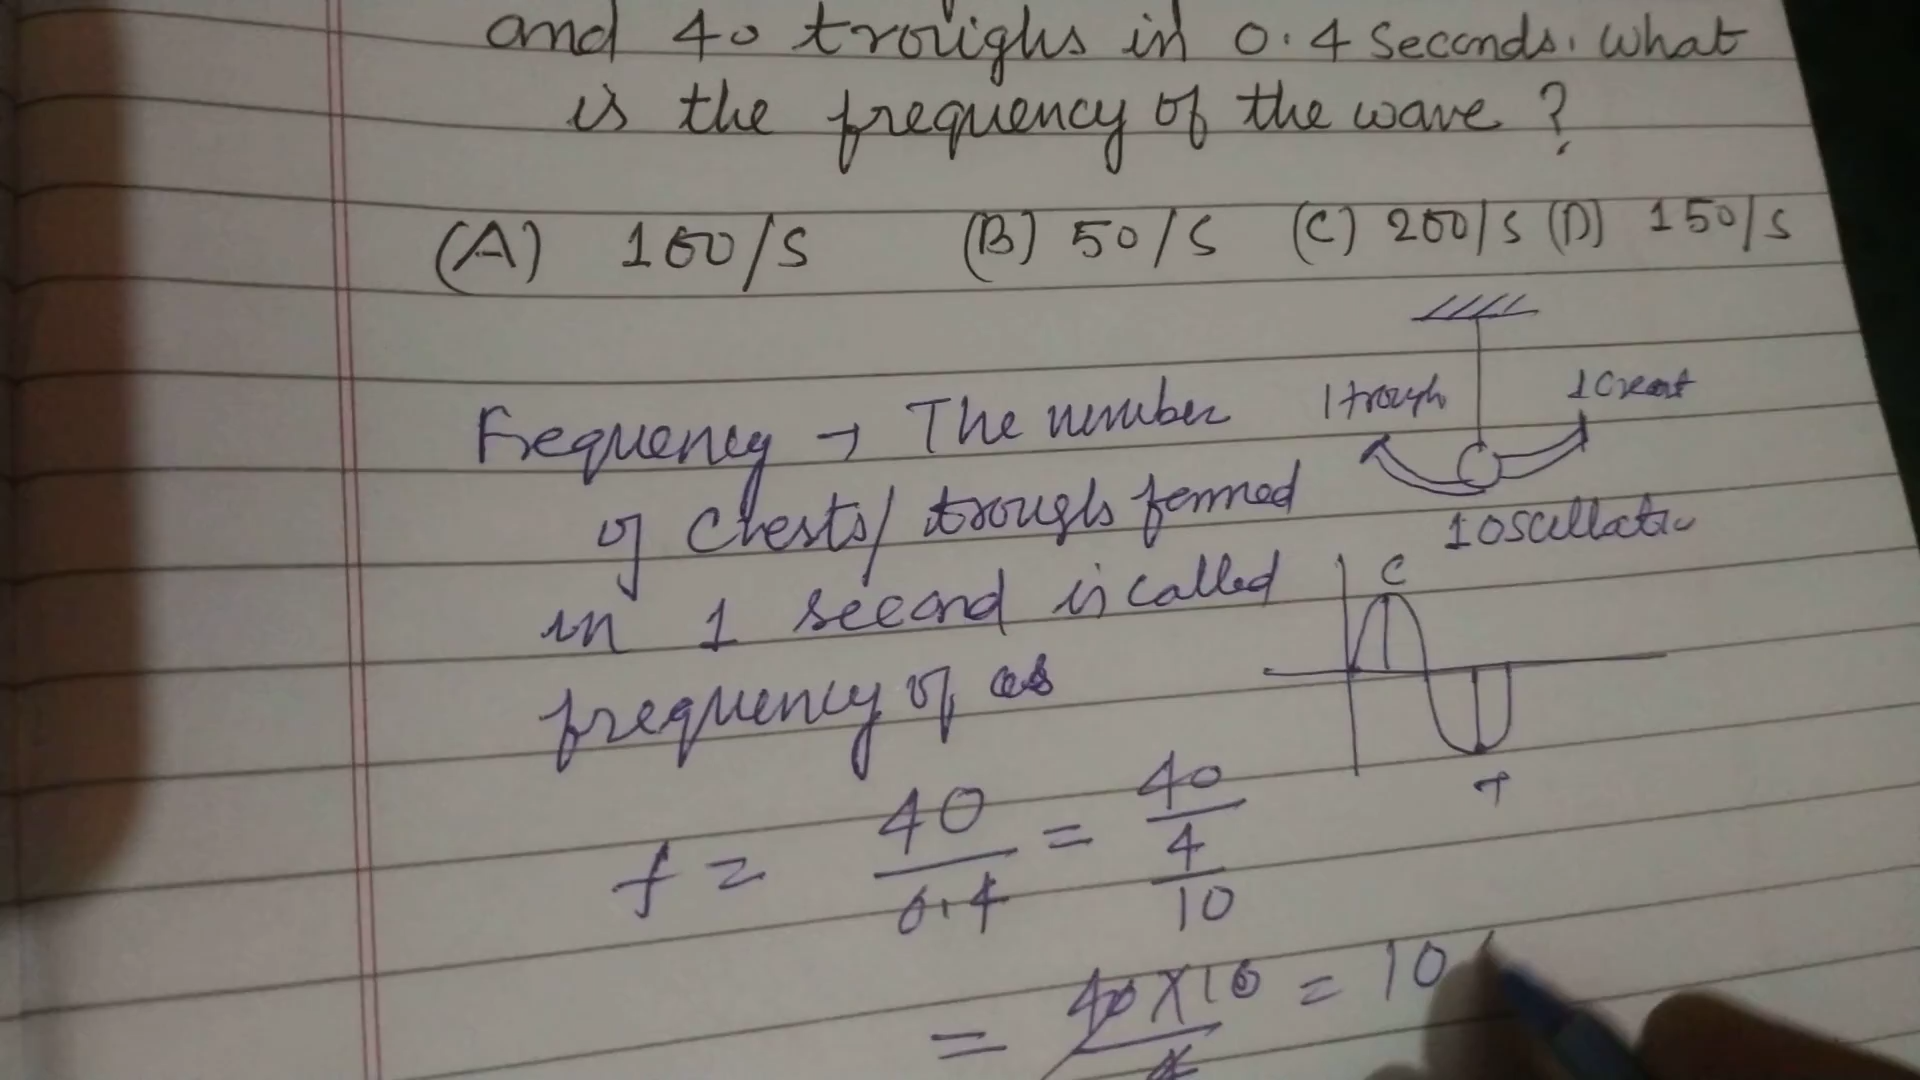 and 40 troughs in 0.4 seconds. What
is the frequency of the wave ?
(A) 100/s (B) 50/s (C) 200/s (D) 150/s
1 trough 1 Crest
Frequency → The number
of Chests/ troughs formed
1 oscillatio
in 1 second is called
C
frequency of as
T
f = 40/0.4 = 40/4/10
= 40 X 10/4 = 10